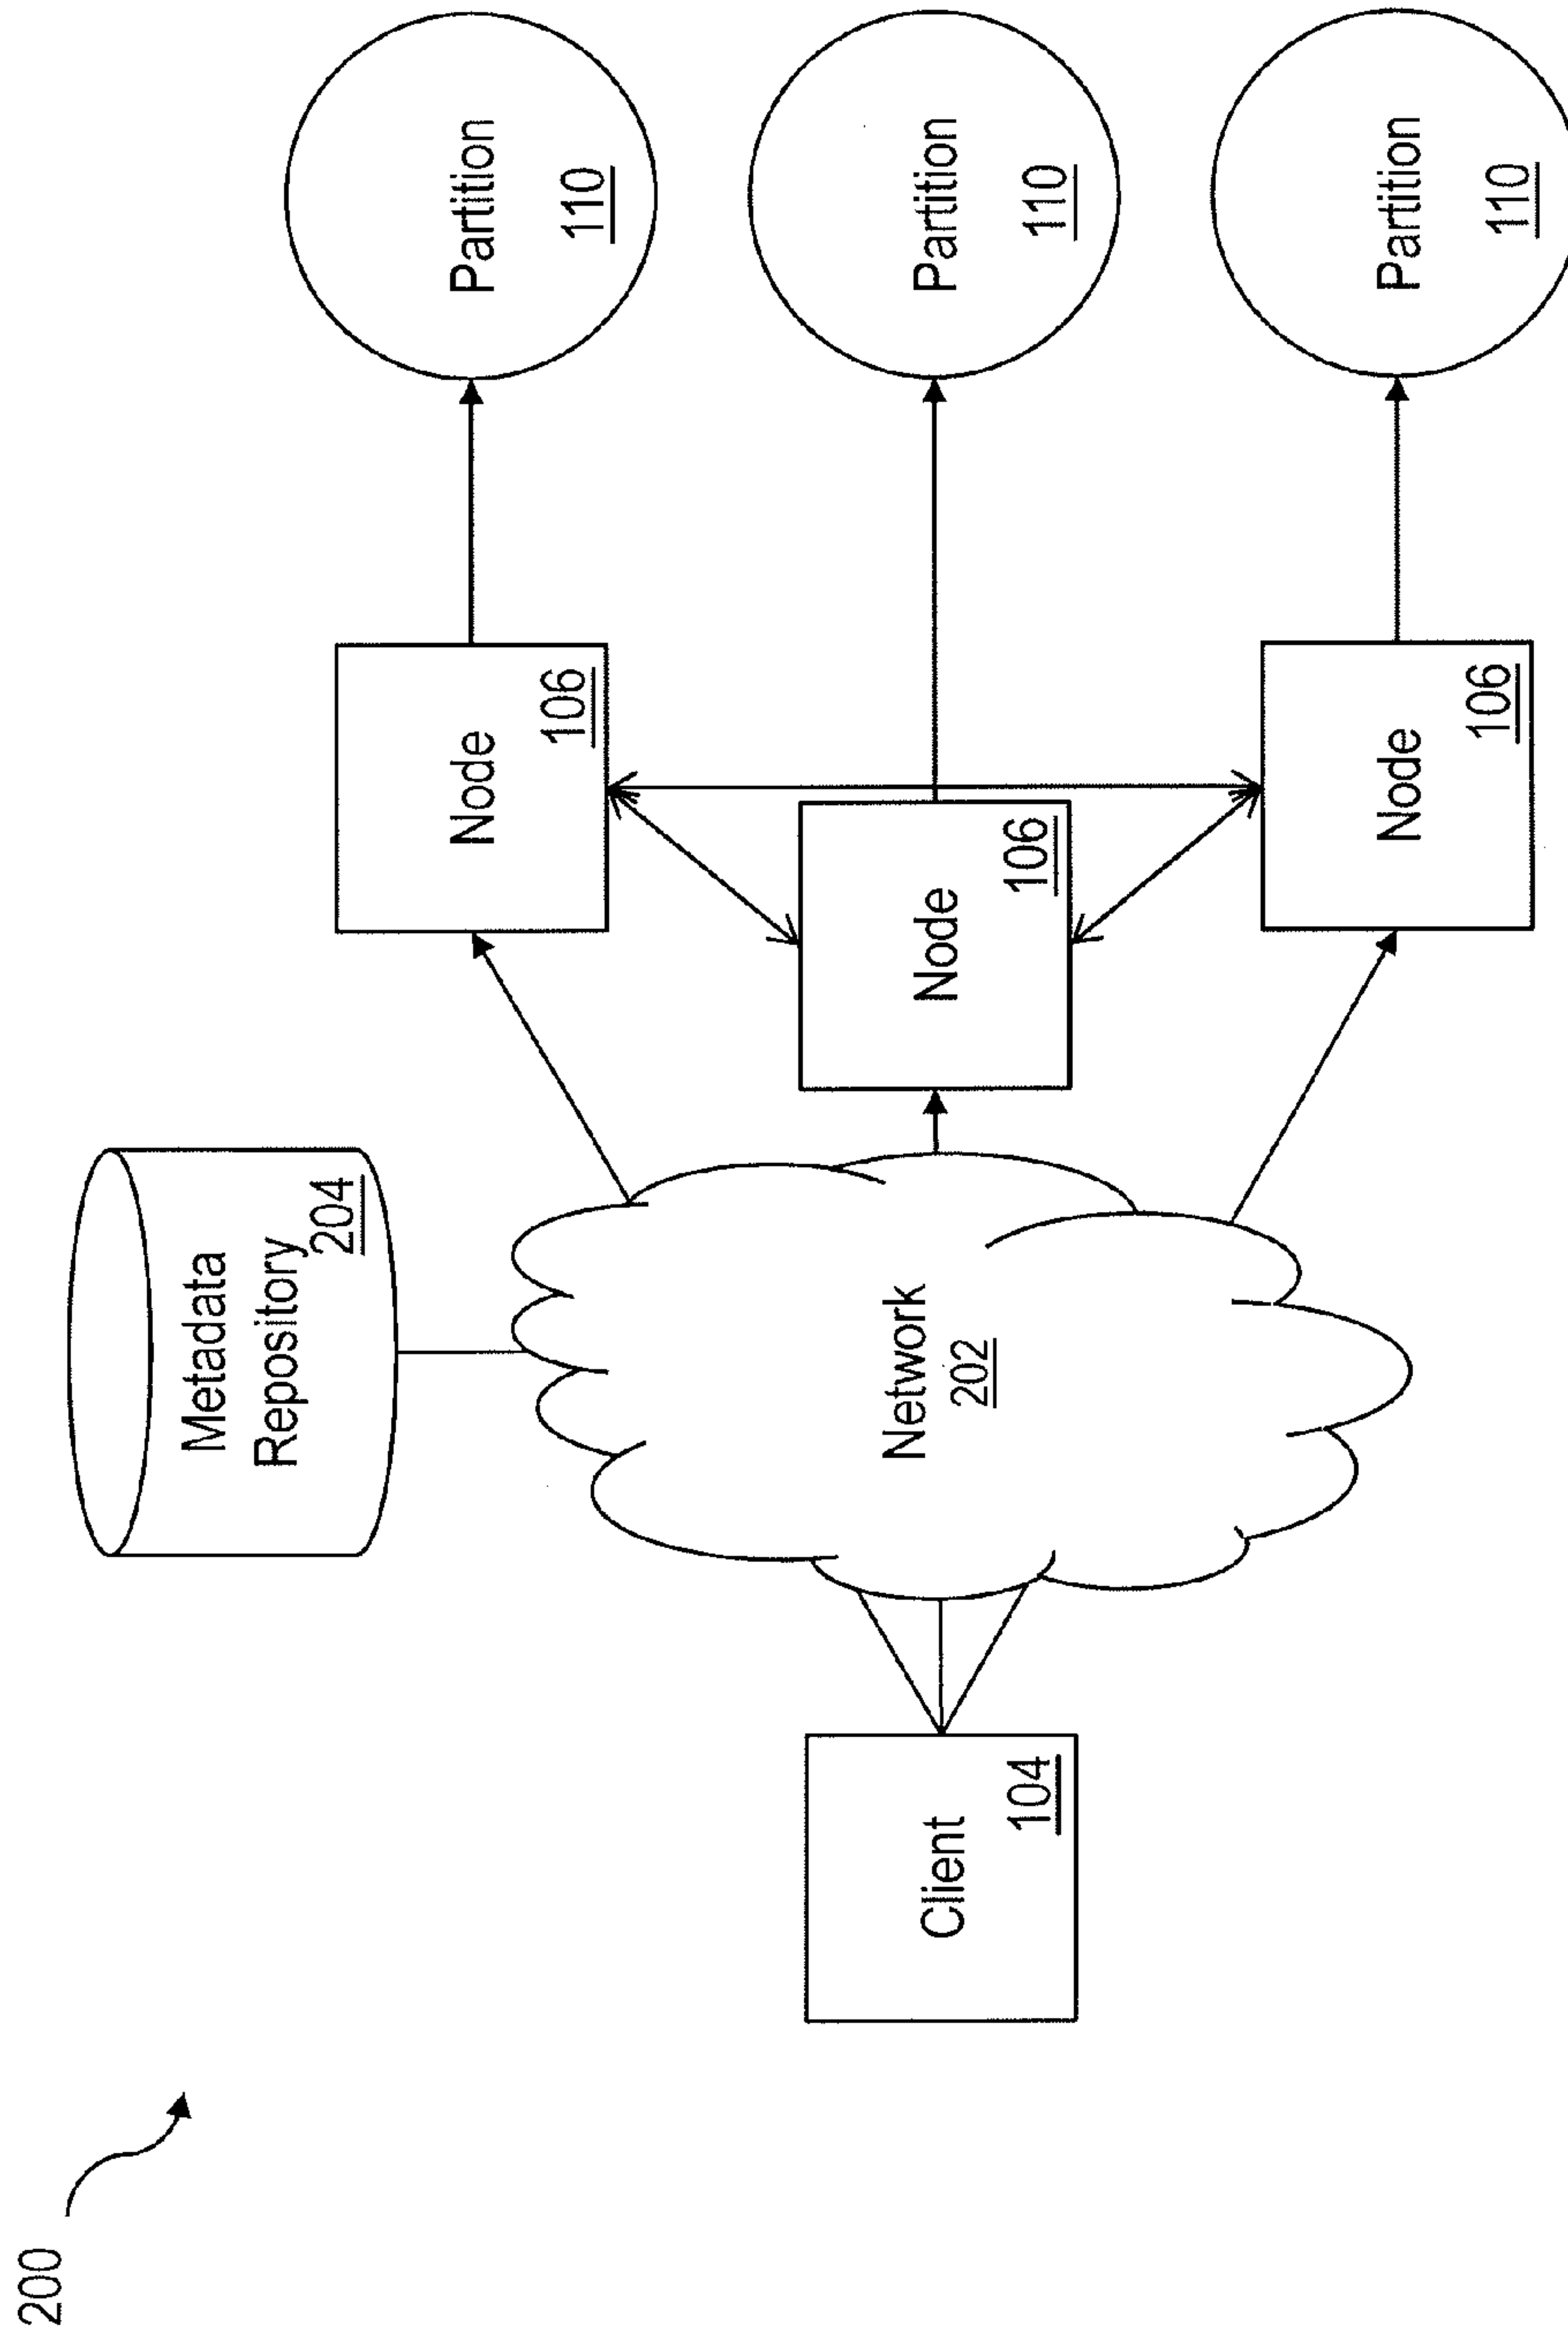 200
Metadata
Repository
204
Client
104
Network
202
Node
106
Node
106
Node
106
Partition
110
Partition
110
Partition
110